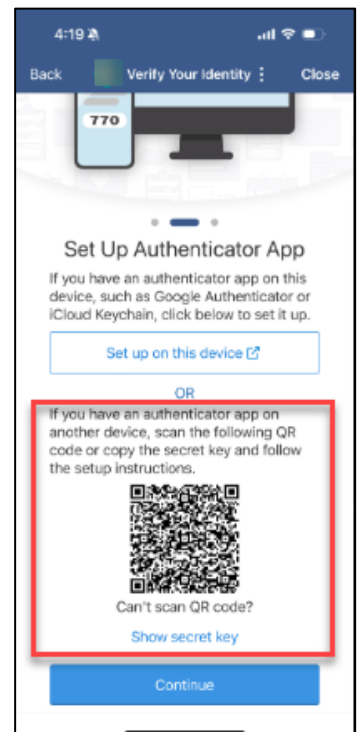 4:19
Back Verify Your Identity Close
770
Set Up Authenticator App
If you have an authenticator app on this
device, such as Google Authenticator or
iCloud Keychain, click below to set it up.
Set up on this device
OR
If you have an authenticator app on
another device, scan the following QR
code or copy the secret key and follow
the setup instructions.
Can't scan QR code?
Show secret key
Continue